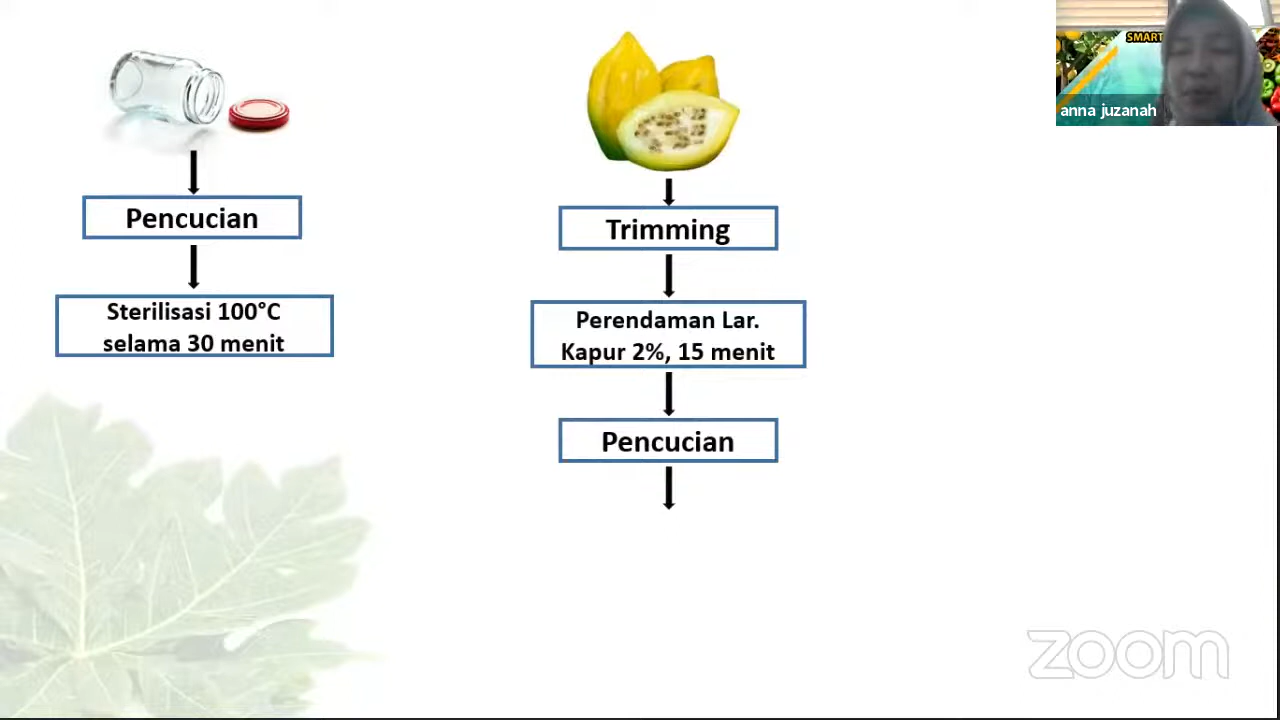 SMART
anna juzanah
Pencucian
Sterilisasi 100°C
selama 30 menit
Trimming
Perendaman Lar.
Kapur 2%, 15 menit
Pencucian
zoom